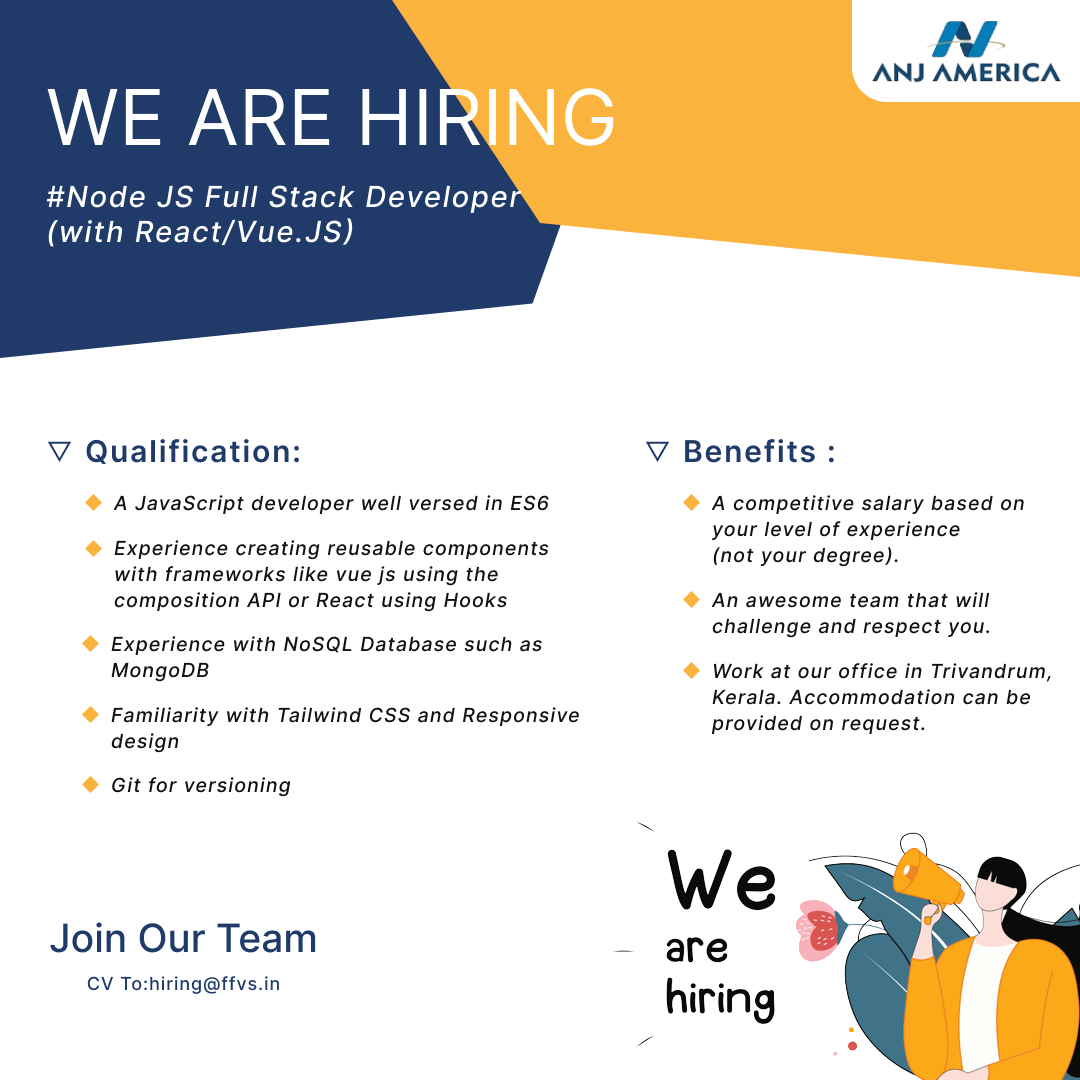 ANJ AMERICA
WE ARE HIRING
#Node JS Full Stack Developer
(with React/Vue.JS)
Qualification:
A JavaScript developer well versed in ES6
Experience creating reusable components
with frameworks like vue js using the
composition API or React using Hooks
Experience with NoSQL Database such as
MongoDB
Familiarity with Tailwind CSS and Responsive
design
Git for versioning
Benefits :
A competitive salary based on
your level of experience
(not your degree).
An awesome team that will
challenge and respect you.
Work at our office in Trivandrum,
Kerala. Accommodation can be
provided on request.
Join Our Team
CV To:hiring@ffvs.in
We
are
hiring